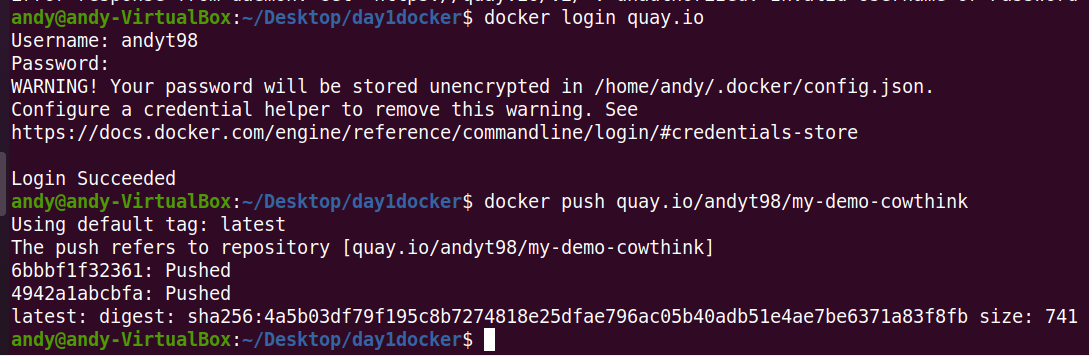 andy@andy-VirtualBox:~/Desktop/day1docker$ docker login quay.io
Username: andyt98
Password:
WARNING! Your password will be stored unencrypted in /home/andy/.docker/config.json.
Configure a credential helper to remove this warning. See
https://docs.docker.com/engine/reference/commandline/login/#credentials-store
Login Succeeded
andy@andy-VirtualBox:~/Desktop/day1docker$ docker push quay.io/andyt98/my-demo-cowthink
Using default tag: latest
The push refers to repository [quay.io/andyt98/my-demo-cowthink]
6bbbf1f32361: Pushed
4942a1abcbfa: Pushed
latest: digest: sha256:4a5b03df79f195c8b7274818e25dfae796ac05b40adb51e4ae7be6371a83f8fb size: 741
andy@andy-VirtualBox:~/Desktop/day1docker$